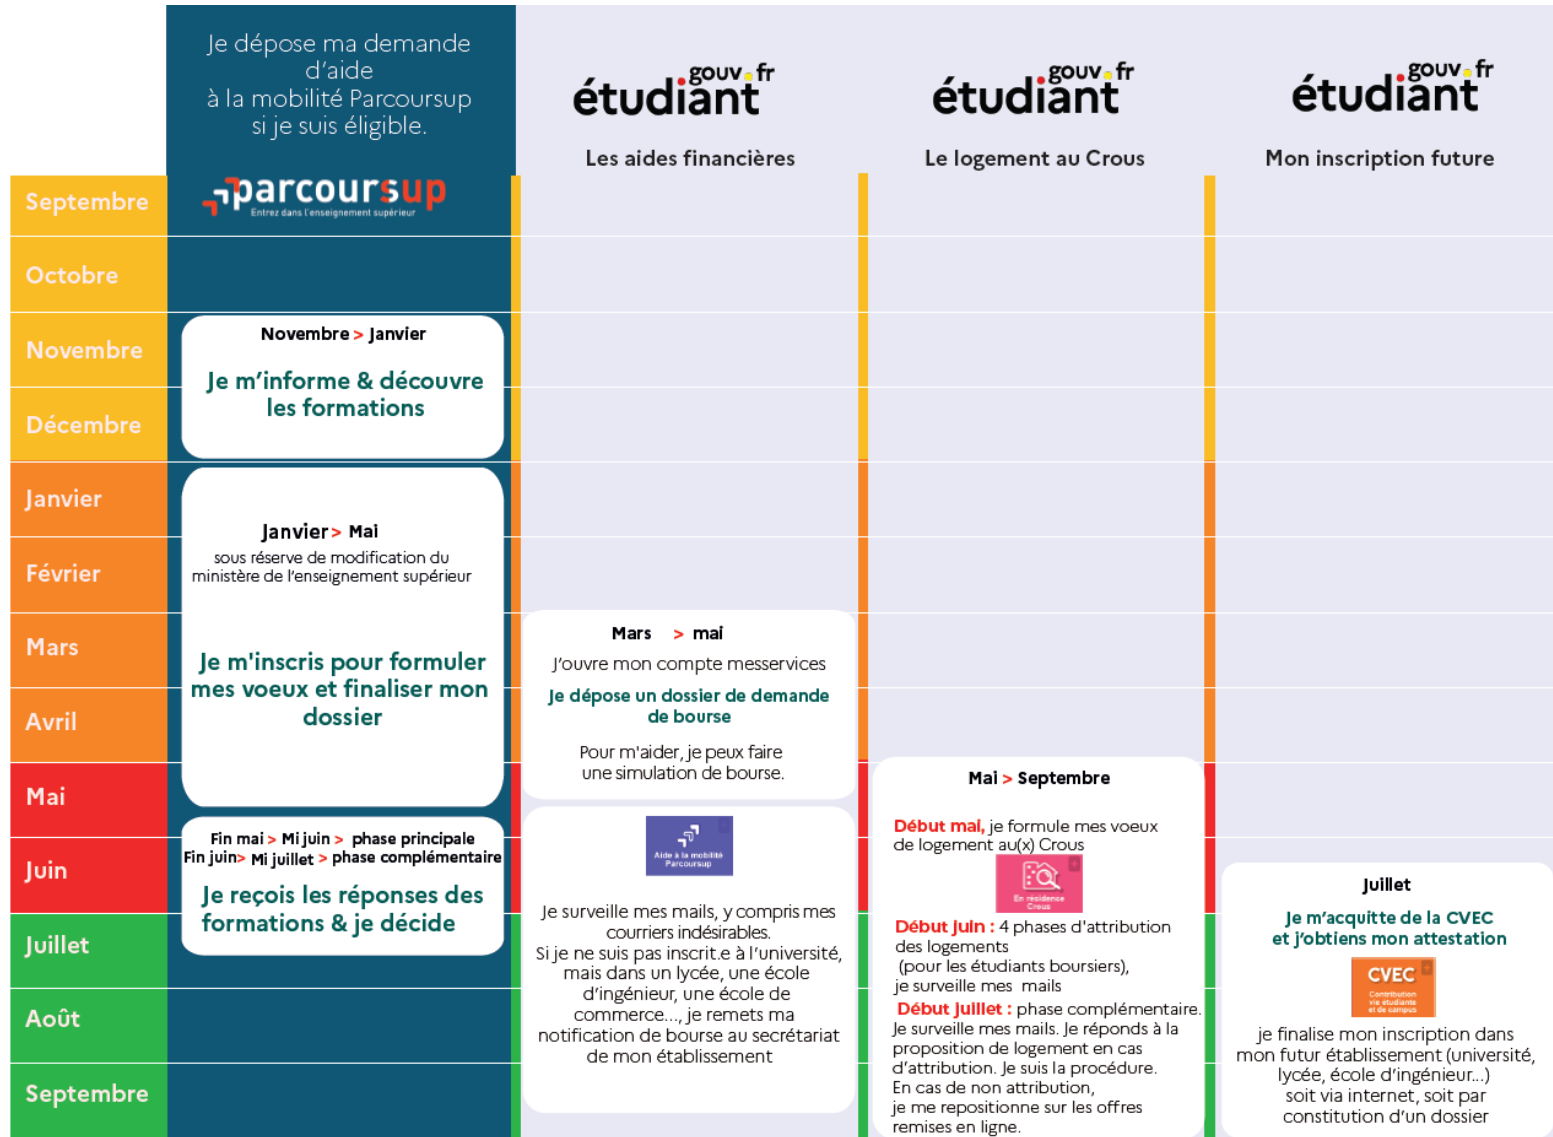 Je dépose ma demande
d'aide
à la mobilité Parcoursup
si je suis éligible.
parcoursup
Entrez dans l'enseignement supérieur
étudiant.gouv.fr
Les aides financières
étudiant.gouv.fr
Le logement au Crous
étudiant.gouv.fr
Mon inscription future
Septembre
Octobre
Novembre
Décembre
Janvier
Février
Mars
Avril
Mai
Juin
Juillet
Août
Septembre
Novembre > Janvier
Je m'informe & découvre
les formations
Janvier > Mai
sous réserve de modification du
ministère de l'enseignement supérieur
Je m'inscris pour formuler
mes voeux et finaliser mon
dossier
Fin mai > Mi juin > phase principale
Fin juin> Mi juillet > phase complémentaire
Je reçois les réponses des
formations & je décide
Mars > mai
J'ouvre mon compte messervices
Je dépose un dossier de demande
de bourse
Pour m'aider, je peux faire
une simulation de bourse.
Aide à la mobilité
Parcoursup
Je surveille mes mails, y compris mes
courriers indésirables.
Si je ne suis pas inscrit.e à l'université,
mais dans un lycée, une école
d'ingénieur, une école de
commerce..., je remets ma
notification de bourse au secrétariat
de mon établissement
Mai > Septembre
Début mai, je formule mes voeux
de logement au(x) Crous
En résidence
Crous
Début juin : 4 phases d'attribution
des logements
(pour les étudiants boursiers),
je surveille mes mails
Début juillet : phase complémentaire.
Je surveille mes mails. Je réponds à la
proposition de logement en cas
d'attribution. Je suis la procédure.
En cas de non attribution,
je me repositionne sur les offres
remises en ligne.
Juillet
Je m'acquitte de la CVEC
et j'obtiens mon attestation
CVEC
Contribution
vie étudiante
et de campus
je finalise mon inscription dans
mon futur établissement (université,
lycée, école d'ingénieur...)
soit via internet, soit par
constitution d'un dossier